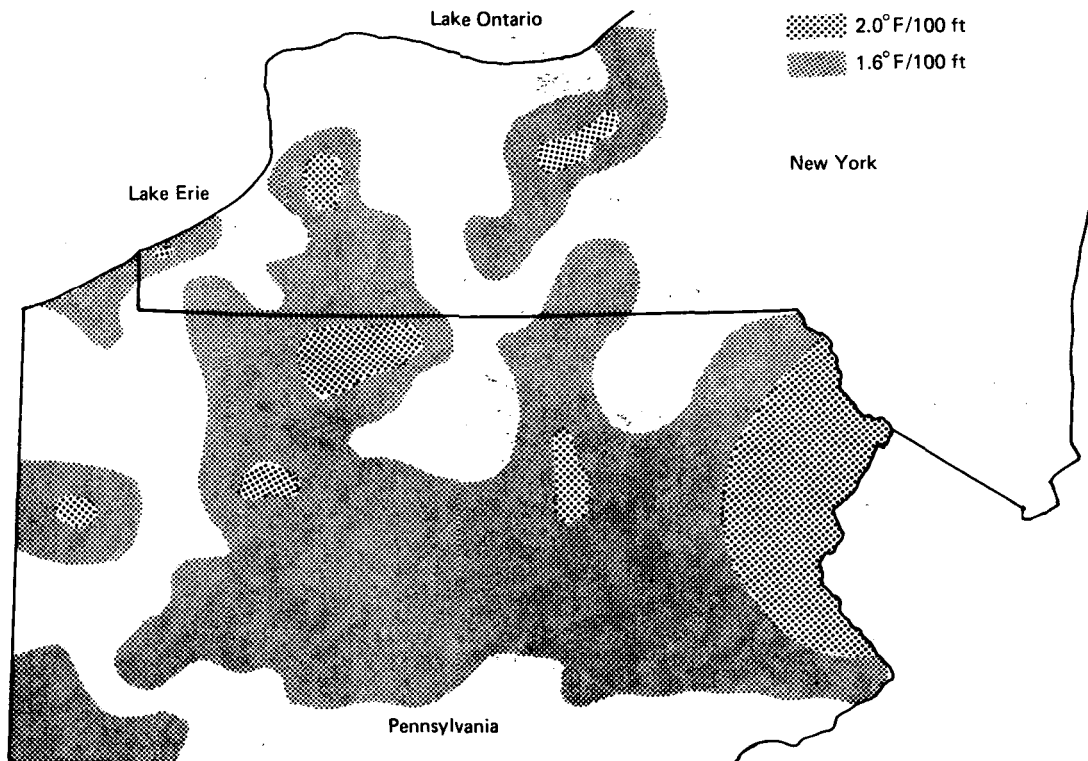 Lake Ontario
2.0°F/100 ft
1.6°F/100 ft
New York
Lake Erie
Pennsylvania